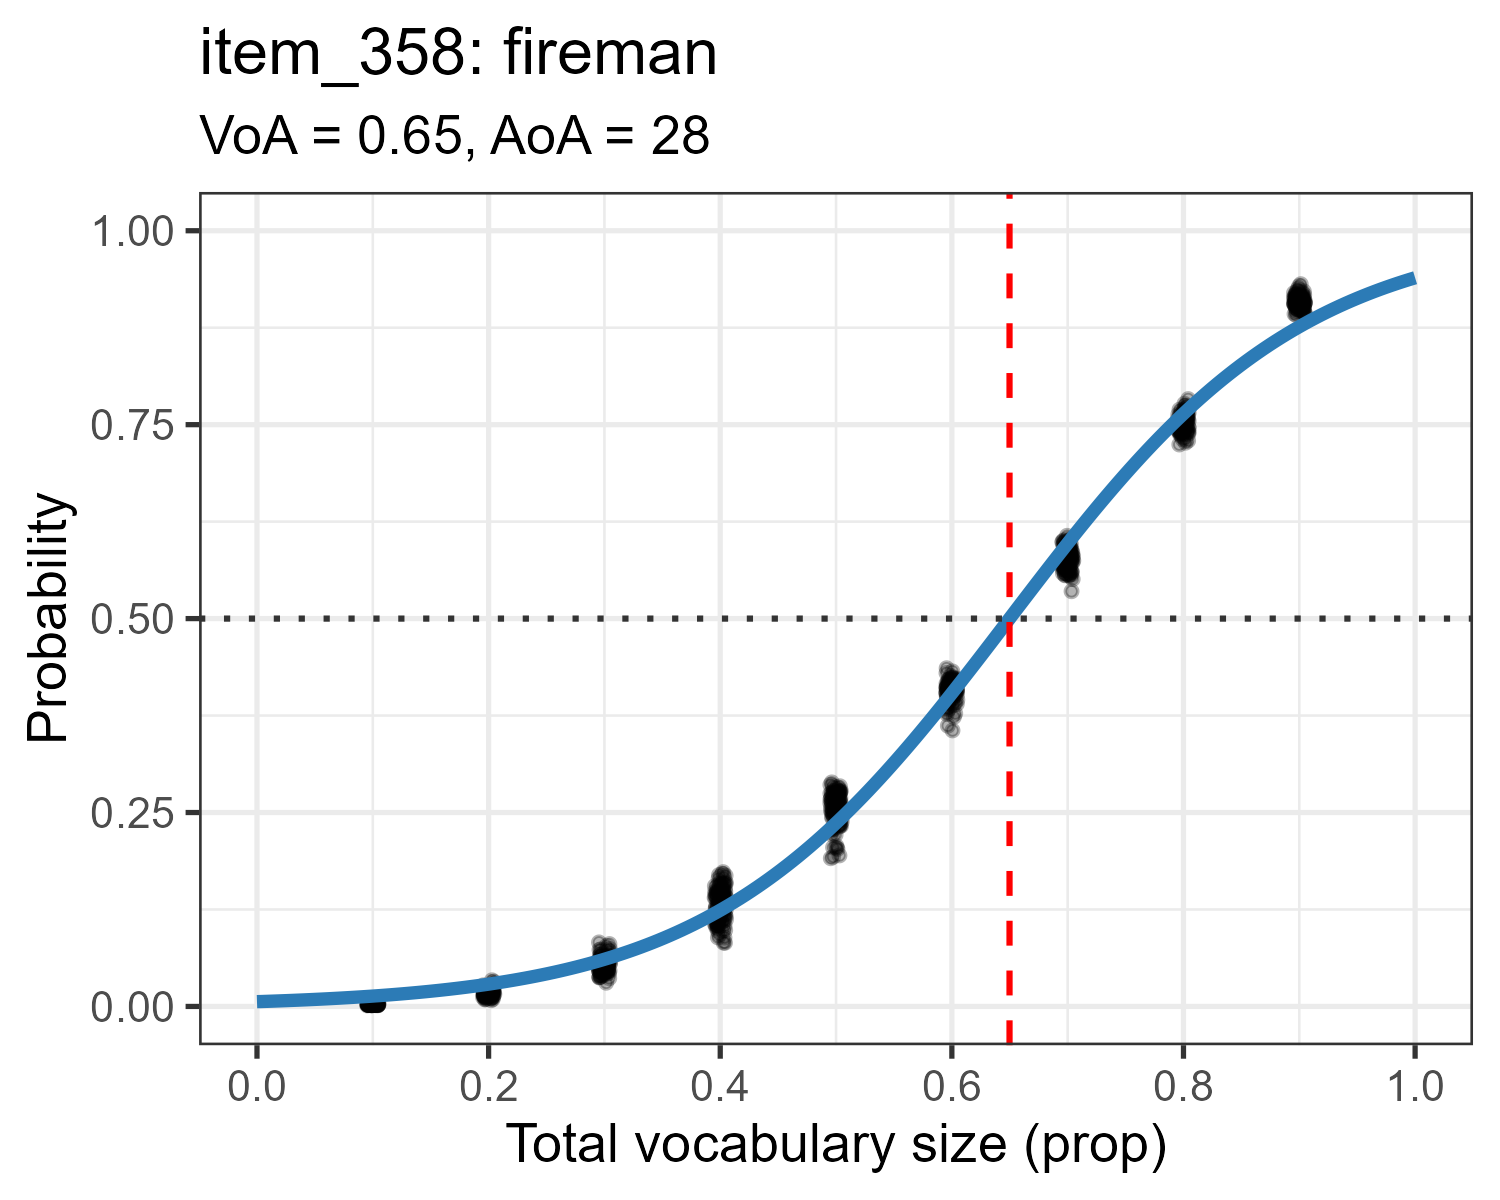 item_358: fireman
VoA = 0.65, AoA = 28
1.00
0.75
0.50
0.25
0.00
Probability
0.0 0.2 0.4 0.6 0.8 1.0
Total vocabulary size (prop)